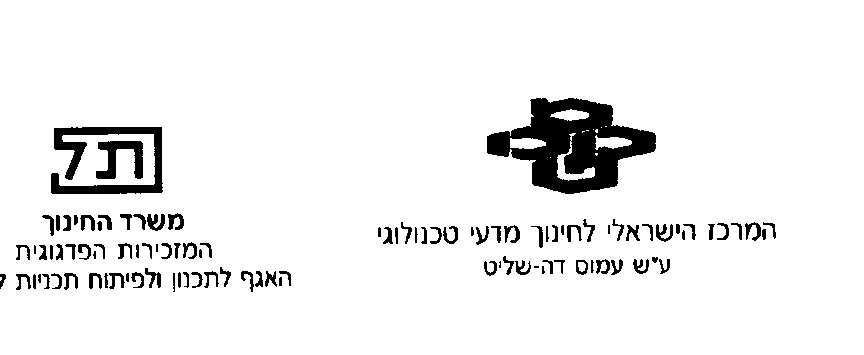 המרכז הישראלי לחינוך מדעי טכנולוגי
ע"ש עמוס דה-שליט
תל
משרד החינוך
המזכירות הפדגוגית
האגף לתכנון ולפיתוח תכניות